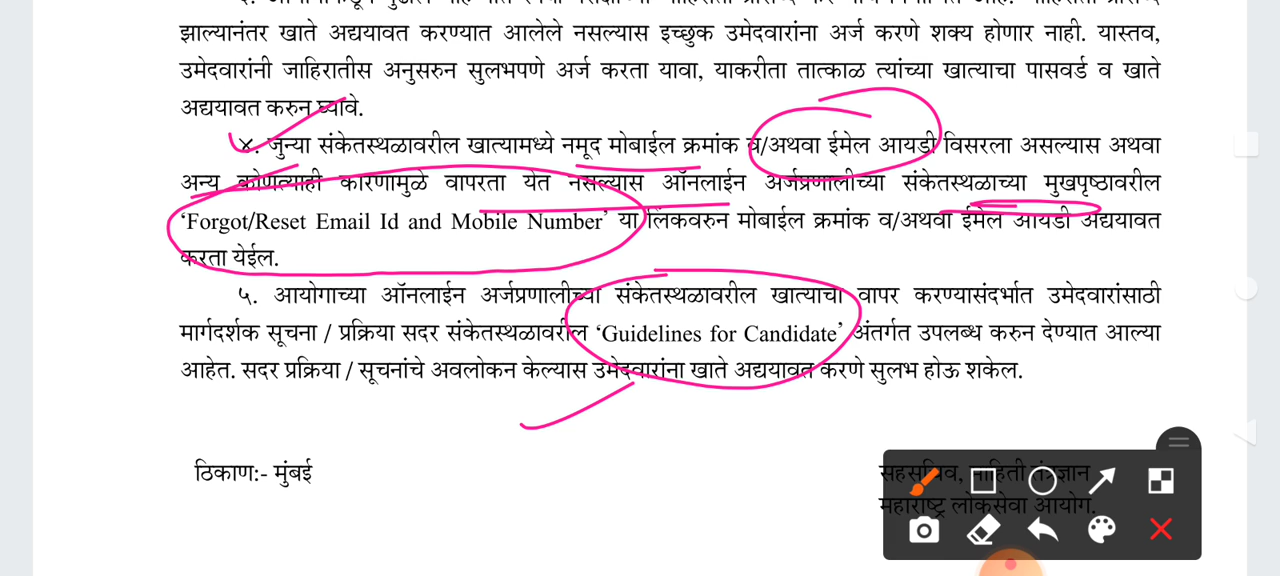 झाल्यानंतर खाते अद्ययावत करण्यात आलेले नसल्यास इच्छुक उमेदवारांना अर्ज करणे शक्य होणार नाही. यास्तव,
उमेदवारांनी जाहिरातीस अनुसरुन सुलभपणे अर्ज करता यावा, याकरीता तात्काळ त्यांच्या खात्याचा पासवर्ड व खाते
अद्ययावत करुन घ्यावे.
४. जुन्या संकेतस्थळावरील खात्यामध्ये नमूद मोबाईल क्रमांक व/अथवा ईमेल आयडी विसरला असल्यास अथवा
अन्य कोणत्याही कारणामुळे वापरता येत नसल्यास ऑनलाईन अर्जप्रणालीच्या संकेतस्थळाच्या मुखपृष्ठावरील
‘Forgot/Reset Email Id and Mobile Number’ या लिंकवरुन मोबाईल क्रमांक व/अथवा ईमेल आयडी अद्ययावत
करता येईल.
५. आयोगाच्या ऑनलाईन अर्जप्रणालीच्या संकेतस्थळावरील खात्याचा वापर करण्यासंदर्भात उमेदवारांसाठी
मार्गदर्शक सूचना / प्रक्रिया सदर संकेतस्थळावरील ‘Guidelines for Candidate’ अंतर्गत उपलब्ध करुन देण्यात आल्या
आहेत. सदर प्रक्रिया / सूचनांचे अवलोकन केल्यास उमेदवारांना खाते अद्ययावत करणे सुलभ होऊ शकेल.
ठिकाण:- मुंबई
सहसचिव, माहिती तंत्रज्ञान
महाराष्ट्र लोकसेवा आयोग.